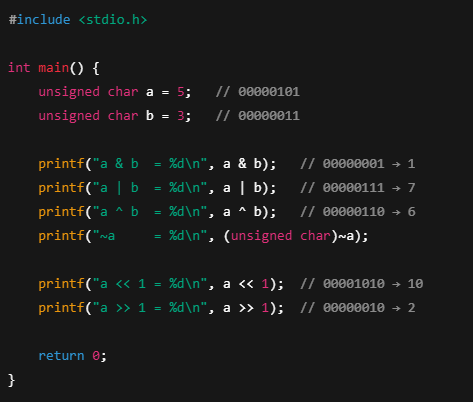 #include <stdio.h>

int main() {
    unsigned char a = 5;   // 00000101
    unsigned char b = 3;   // 00000011

    printf("a & b  = %d\n", a & b);   // 00000001 → 1
    printf("a | b  = %d\n", a | b);   // 00000111 → 7
    printf("a ^ b  = %d\n", a ^ b);   // 00000110 → 6
    printf("~a     = %d\n", (unsigned char)~a);

    printf("a << 1 = %d\n", a << 1);  // 00001010 → 10
    printf("a >> 1 = %d\n", a >> 1);  // 00000010 → 2

    return 0;
}